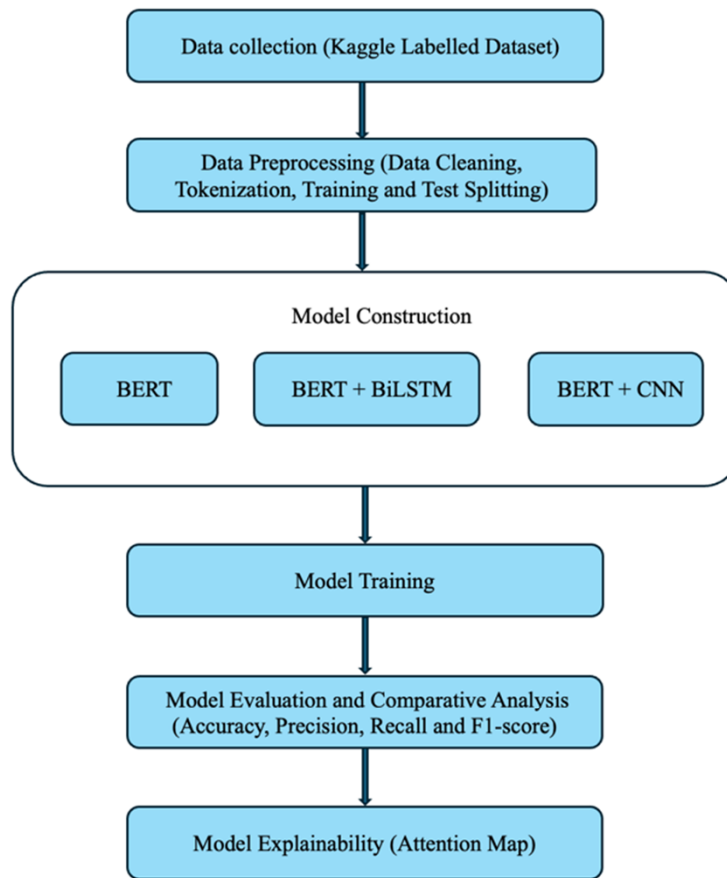 Data collection (Kaggle Labelled Dataset)
Data Preprocessing (Data Cleaning,
Tokenization, Training and Test Splitting)
Model Construction
BERT
BERT + BiLSTM
BERT + CNN
Model Training
Model Evaluation and Comparative Analysis
(Accuracy, Precision, Recall and F1-score)
Model Explainability (Attention Map)